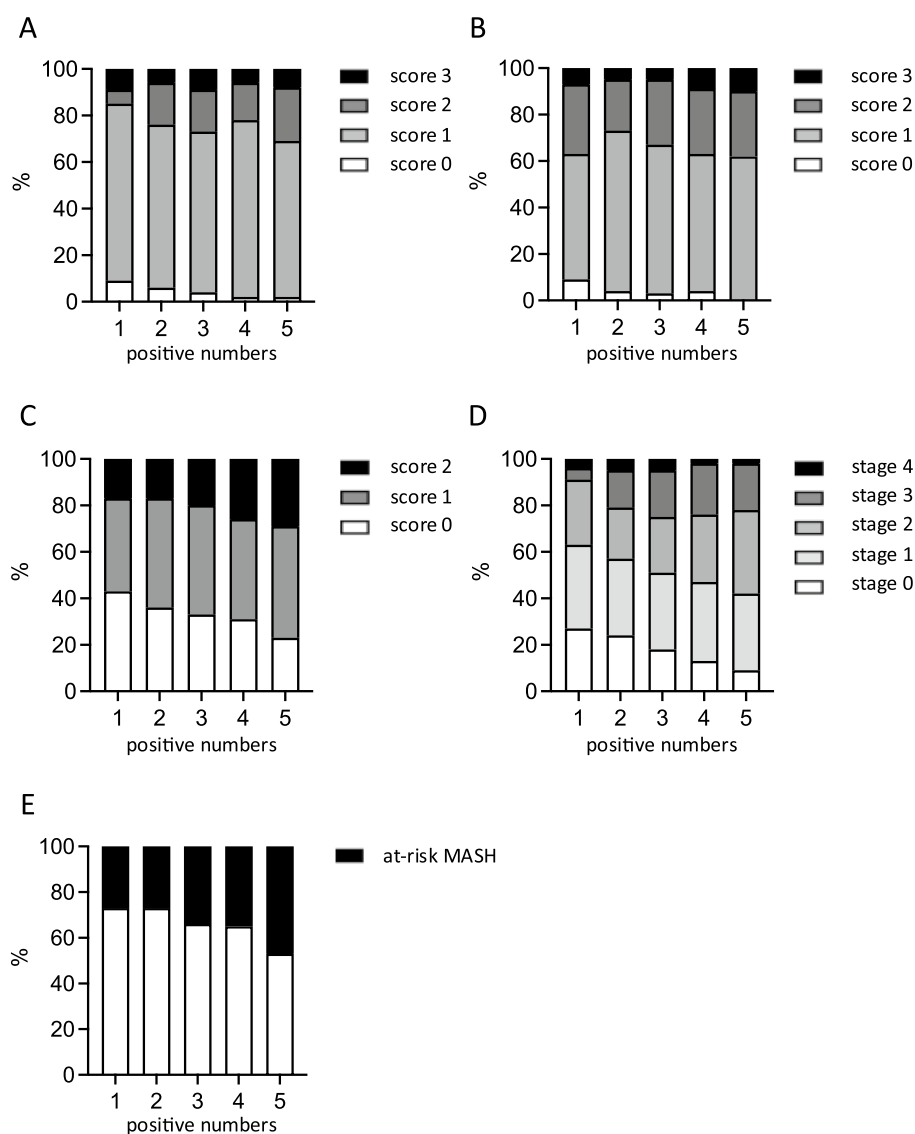 A
100
80
60
40
20
0
%
1 2 3 4 5
positive numbers
score 3
score 2
score 1
score 0
B
100
80
60
40
20
0
%
1 2 3 4 5
positive numbers
score 3
score 2
score 1
score 0
C
100
80
60
40
20
0
%
1 2 3 4 5
positive numbers
score 2
score 1
score 0
D
100
80
60
40
20
0
%
1 2 3 4 5
positive numbers
stage 4
stage 3
stage 2
stage 1
stage 0
E
100
80
60
40
20
0
%
1 2 3 4 5
positive numbers
at-risk MASH